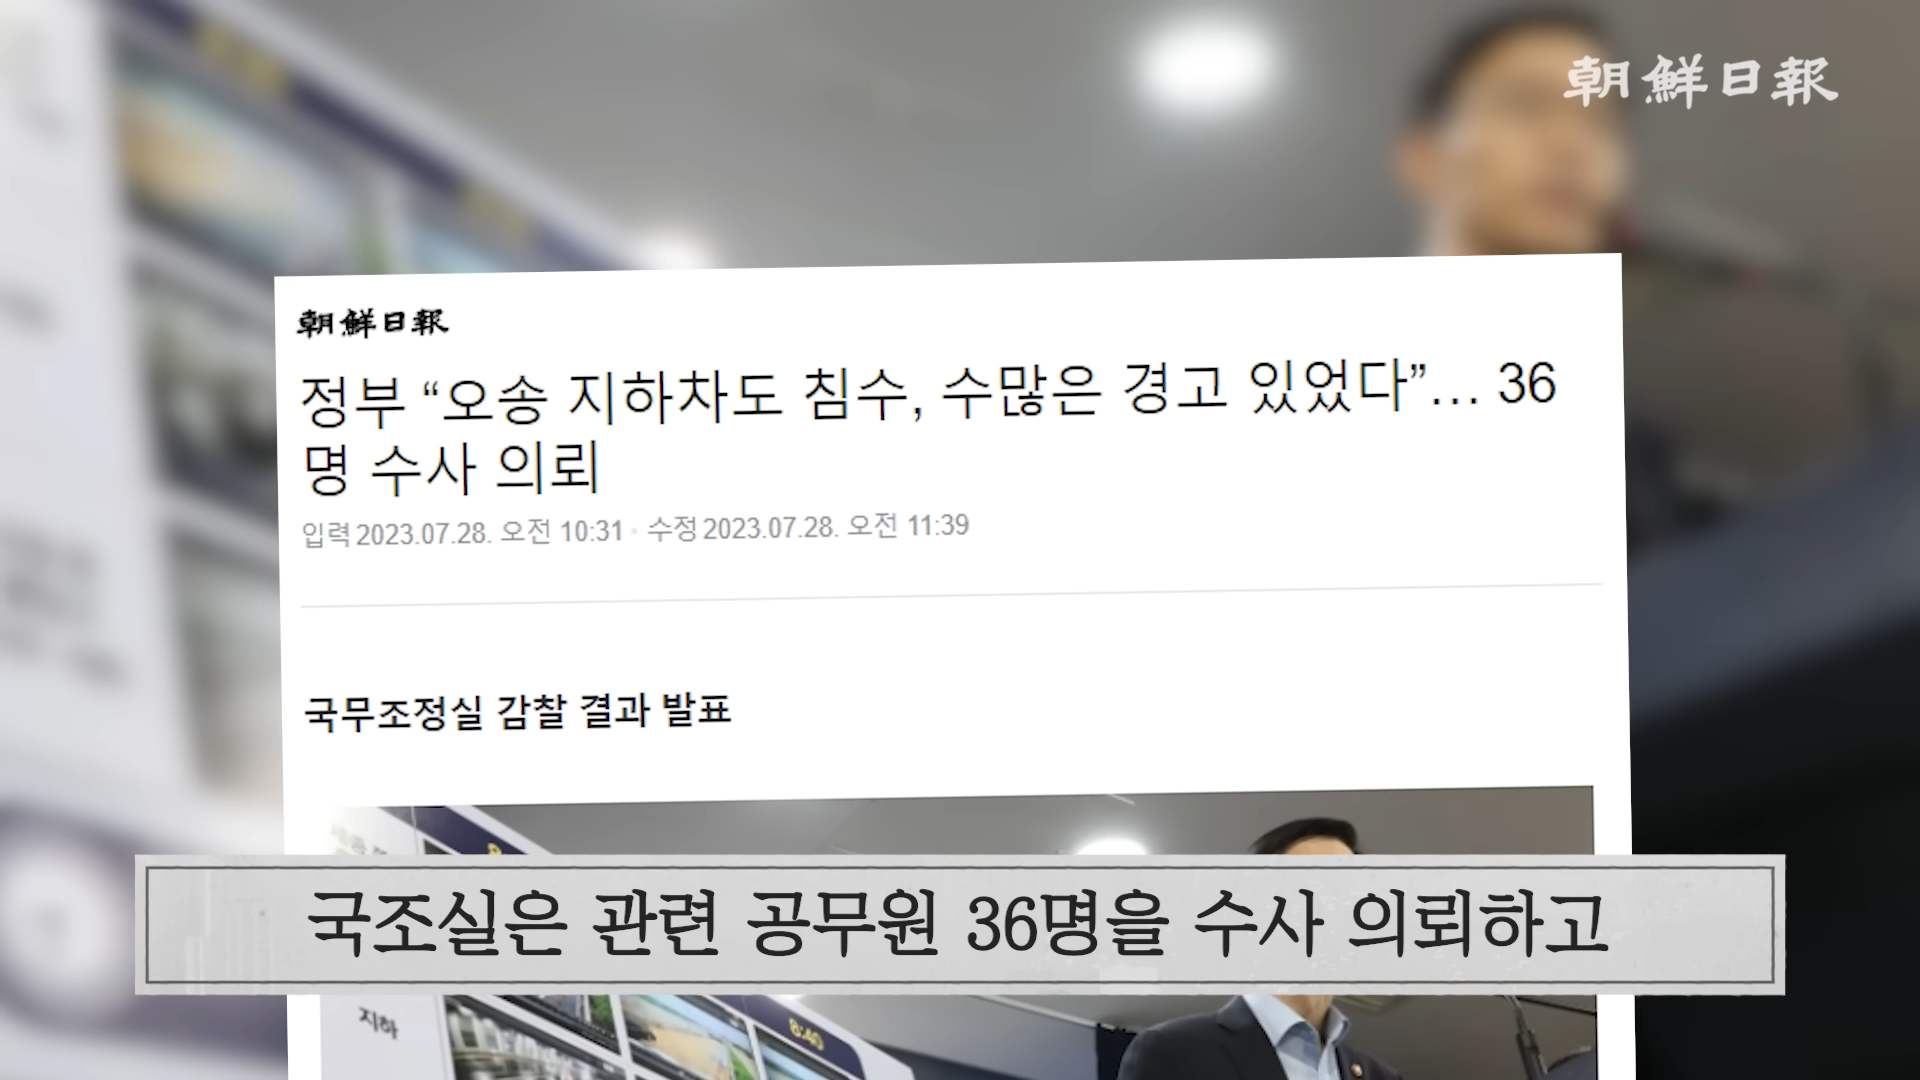 朝鮮日報
朝鮮日報
정부 “오송 지하차도 침수, 수많은 경고 있었다”… 36
명 수사 의뢰
입력 2023.07.28. 오전 10:31 · 수정 2023.07.28. 오전 11:39
국무조정실 감찰 결과 발표
국조실은 관련 공무원 36명을 수사 의뢰하고
지하
8:40